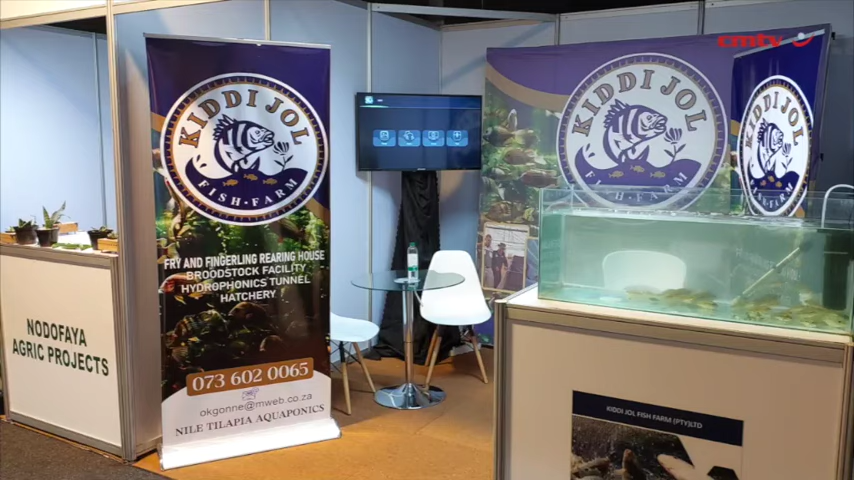 cmtv
KIDDI JOL
FISH-FARM
FRY AND FINGERLING REARING HOUSE
BROODSTOCK FACILITY
HYDROPHONICS TUNNEL
HATCHERY
073 602 0065
okgonne@mweb.co.za
NILE TILAPIA AQUAPONICS
NODOFAYA
AGRIC PROJECTS
KIDDI JOL
FISH-FARM
KIDDI JOL
FISH-FARM
KIDDI JOL FISH FARM (PTY)LTD